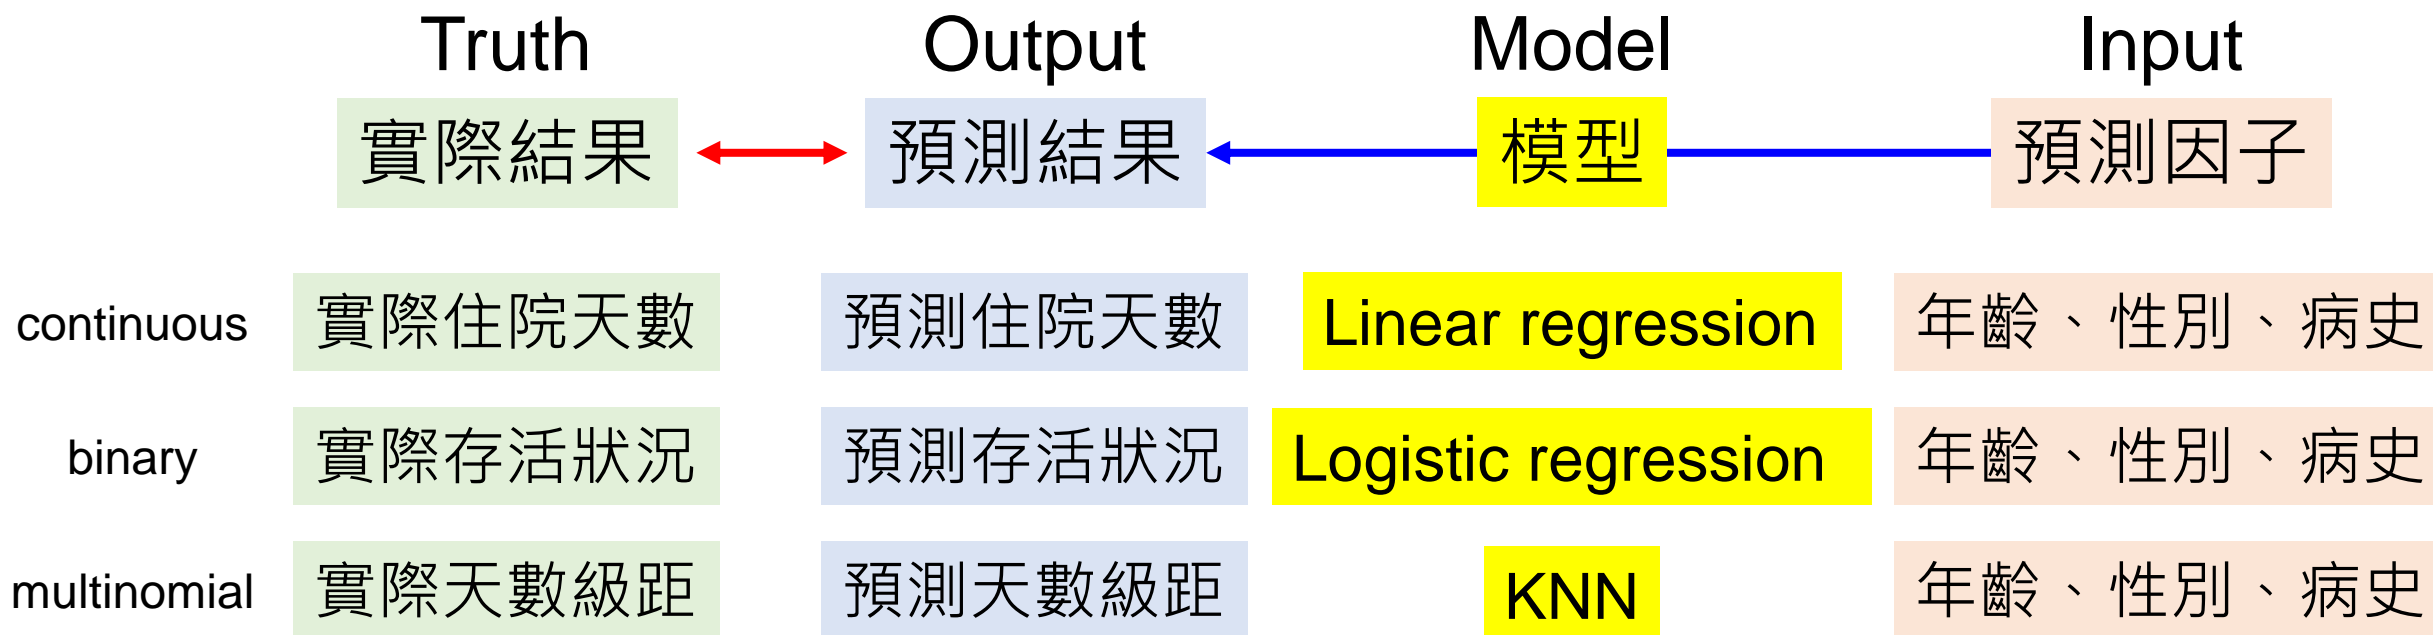 Truth Output Model Input
實際結果 預測結果 模型 預測因子
continuous 實際住院天數 預測住院天數 Linear regression 年齡、性別、病史
binary 實際存活狀況 預測存活狀況 Logistic regression 年齡、性別、病史
multinomial 實際天數級距 預測天數級距 KNN 年齡、性別、病史